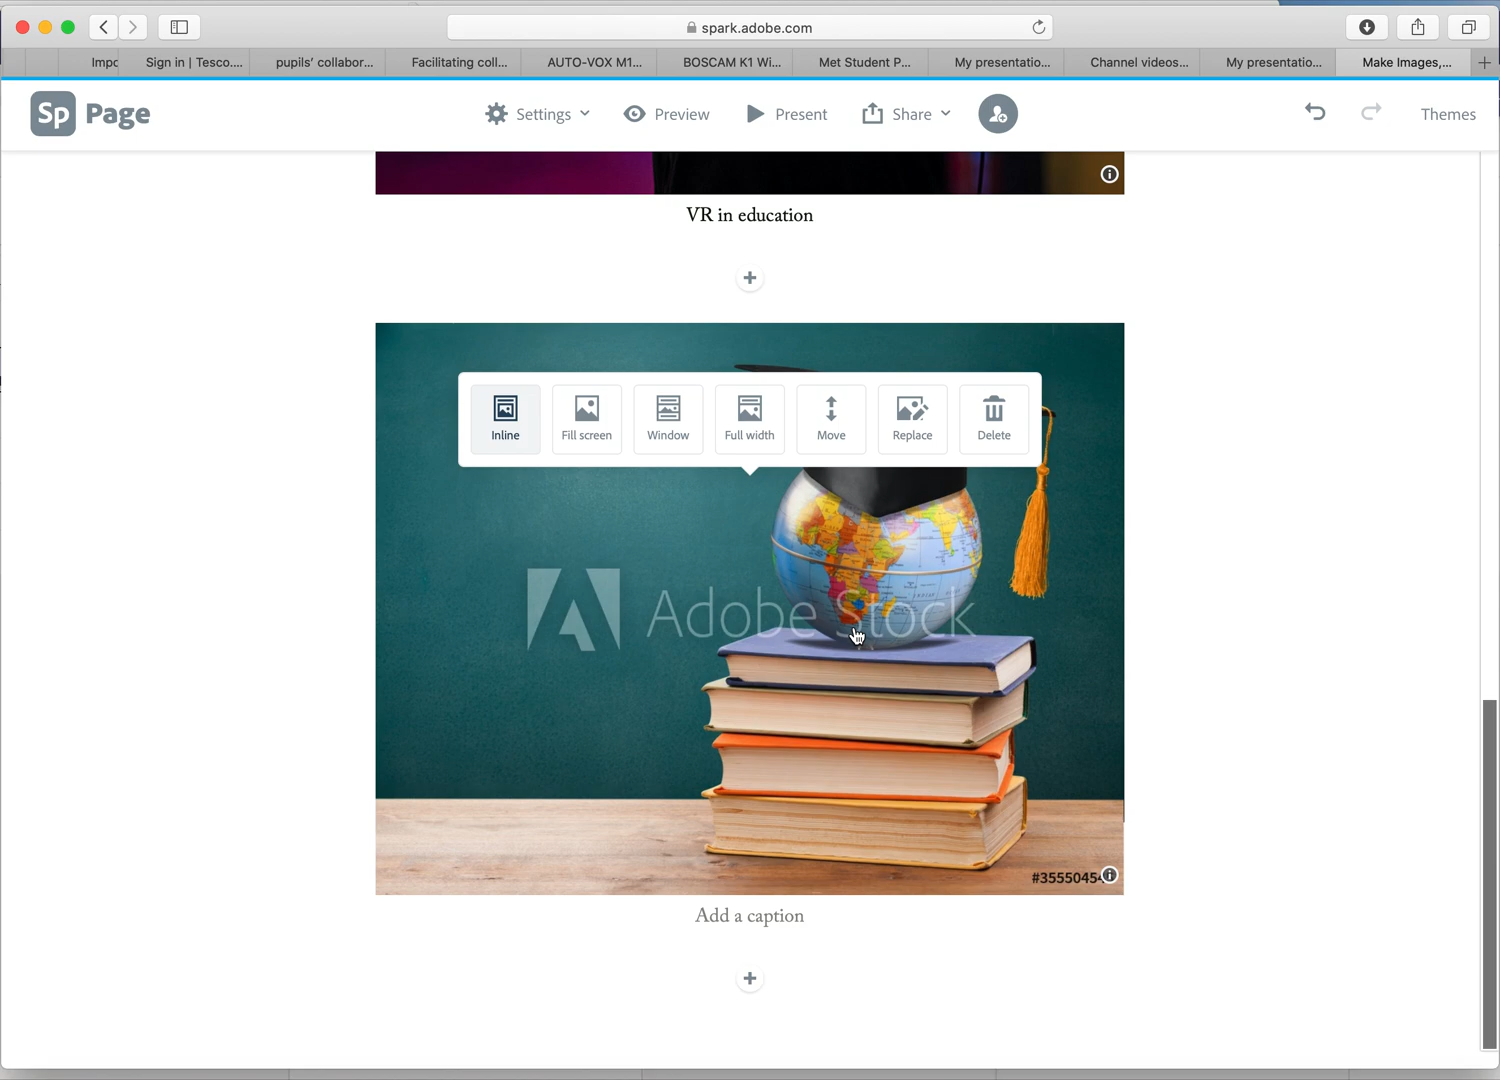 spark.adobe.com
Impc
Sign in | Tesco....
pupils' collabor...
Facilitating coll...
AUTO-VOX M1...
BOSCAM K1 Wi...
Met Student P...
My presentatio...
Channel videos...
My presentatio...
Make Images,...
Sp Page
Settings
Preview
Present
Share
Themes
VR in education
Inline
Fill screen
Window
Full width
Move
Replace
Delete
Adobe Stock
#3555045
Add a caption